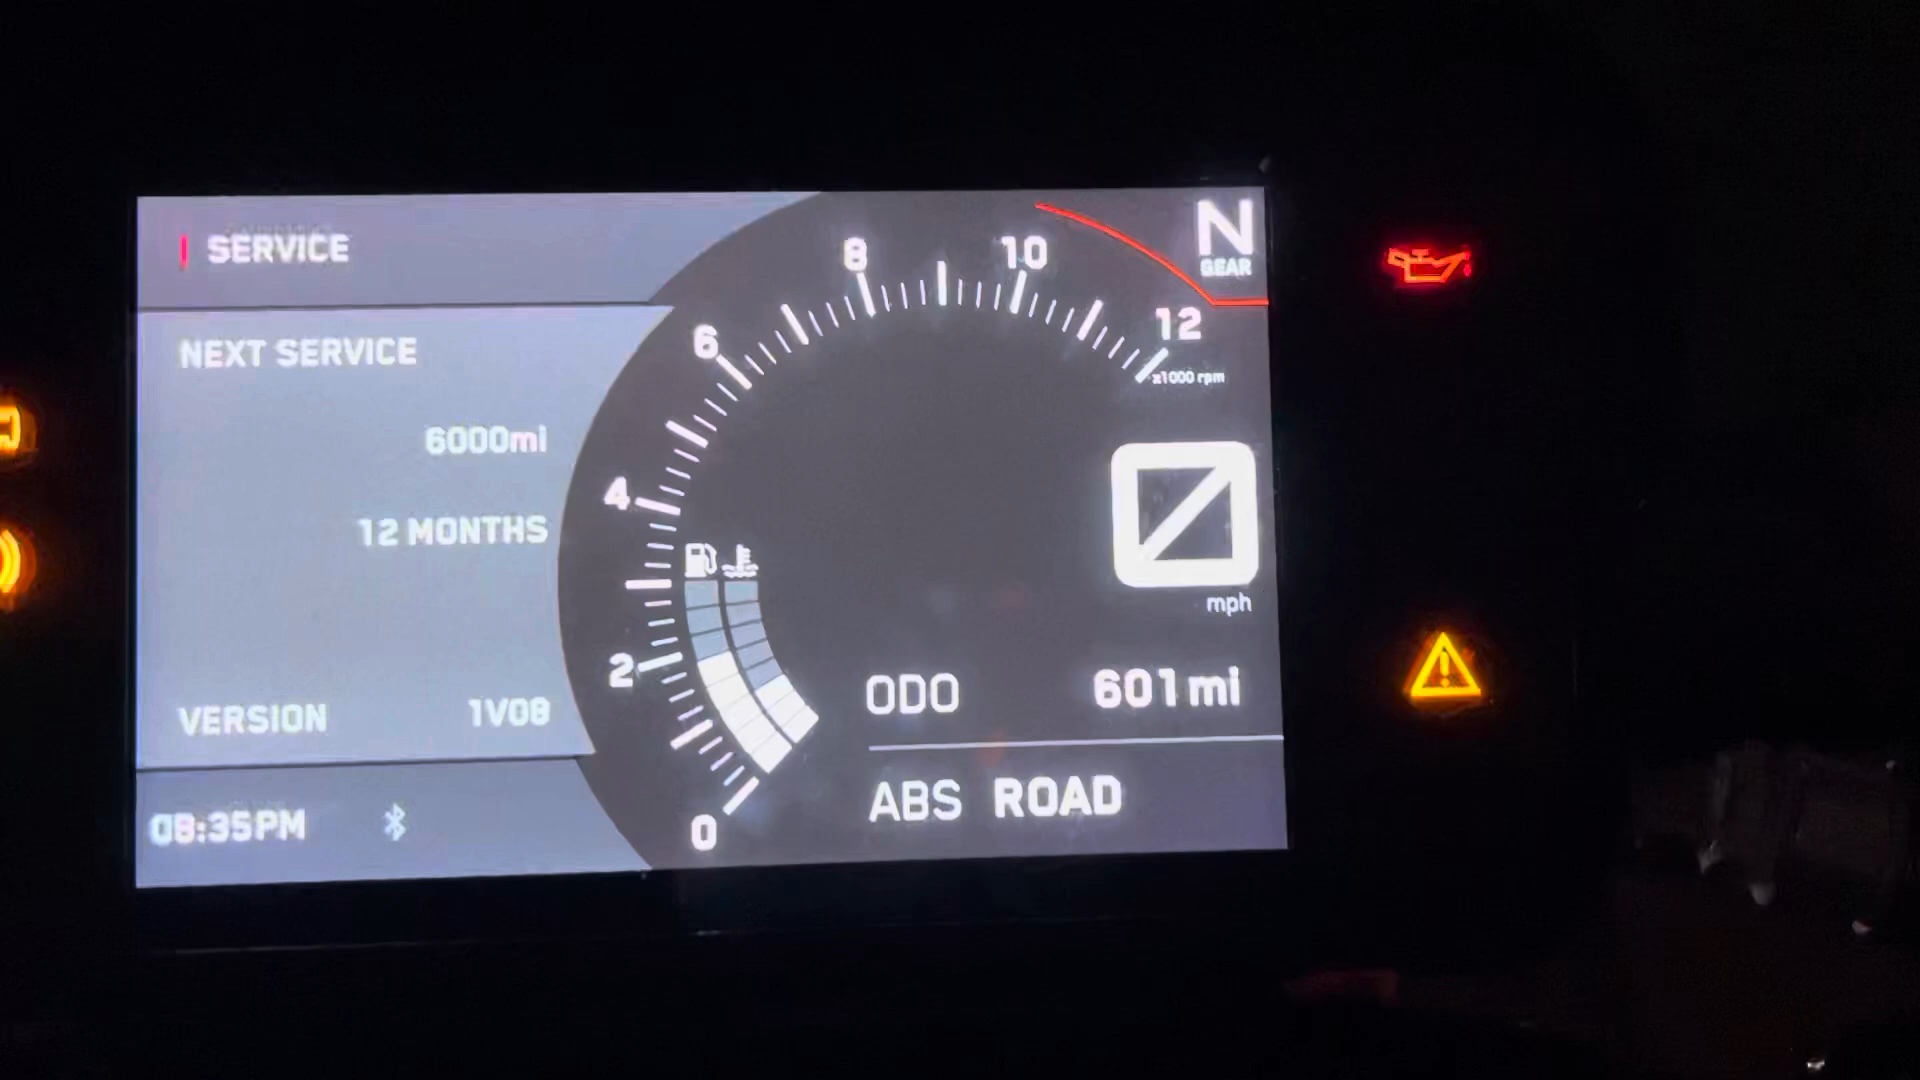 SERVICE
NEXT SERVICE
6000mi
12 MONTHS
VERSION 1V08
08:35PM
N
GEAR
0
2
4
6
8
10
12
x1000 rpm
0
mph
ODO 601mi
ABS ROAD